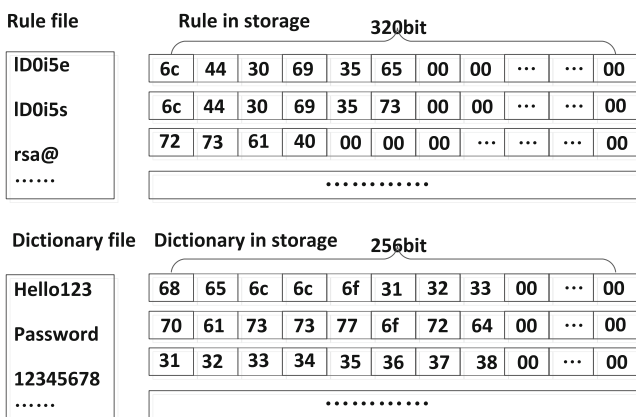 Rule file Rule in storage 320bit
lD0i5e 6c 44 30 69 35 65 00 00 ··· ··· 00
lD0i5s 6c 44 30 69 35 73 00 00 ··· ··· 00
rsa@ 72 73 61 40 00 00 00 ··· ··· ··· 00
······ ············
Dictionary file Dictionary in storage 256bit
Hello123 68 65 6c 6c 6f 31 32 33 00 ··· 00
Password 70 61 73 73 77 6f 72 64 00 ··· 00
12345678 31 32 33 34 35 36 37 38 00 ··· 00
······ ············